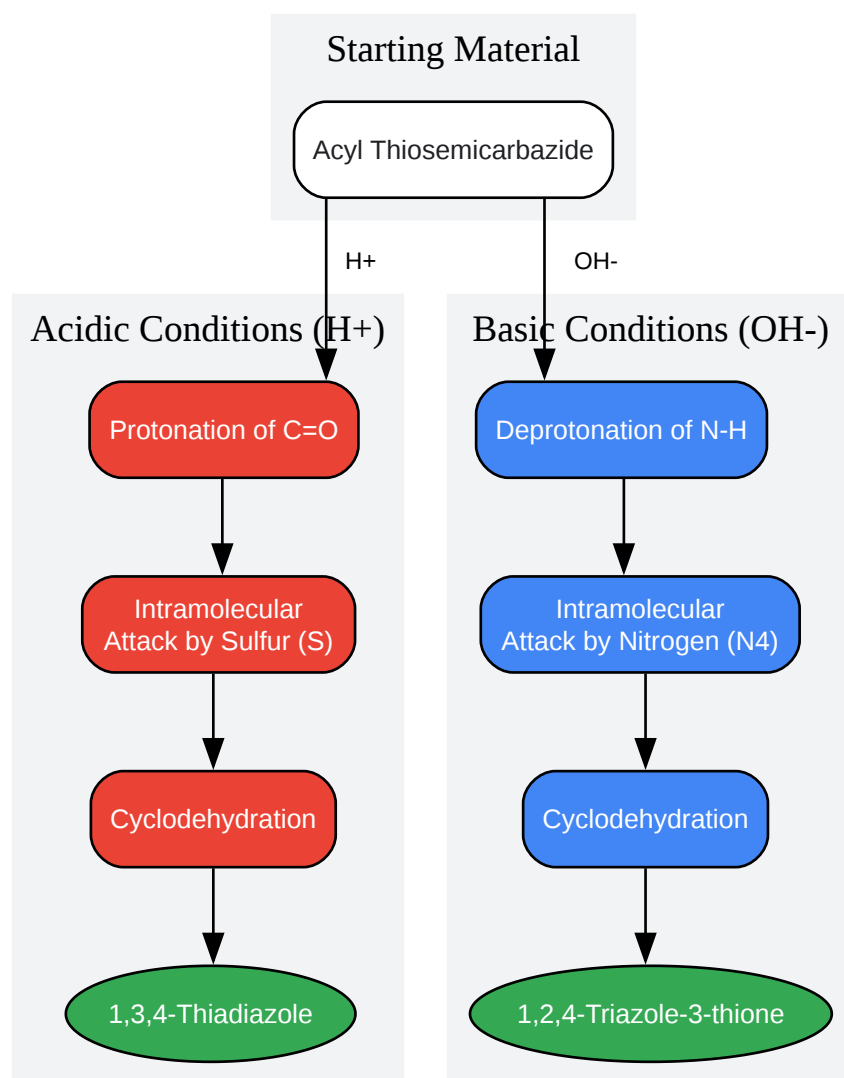 Starting Material
Acyl Thiosemicarbazide
H+
OH-
Acidic Conditions (H+)
Basic Conditions (OH-)
Protonation of C=O
Deprotonation of N-H
Intramolecular
Attack by Sulfur (S)
Intramolecular
Attack by Nitrogen (N4)
Cyclodehydration
Cyclodehydration
1,3,4-Thiadiazole
1,2,4-Triazole-3-thione